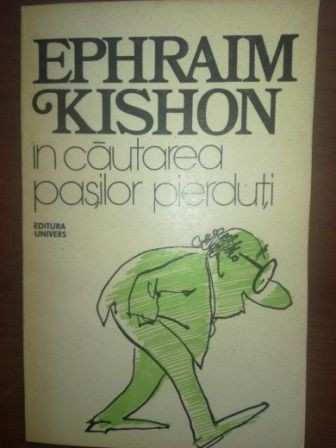 EPHRAIM
KISHON
în căutarea
pașilor pierduți
EDITURA
UNIVERS